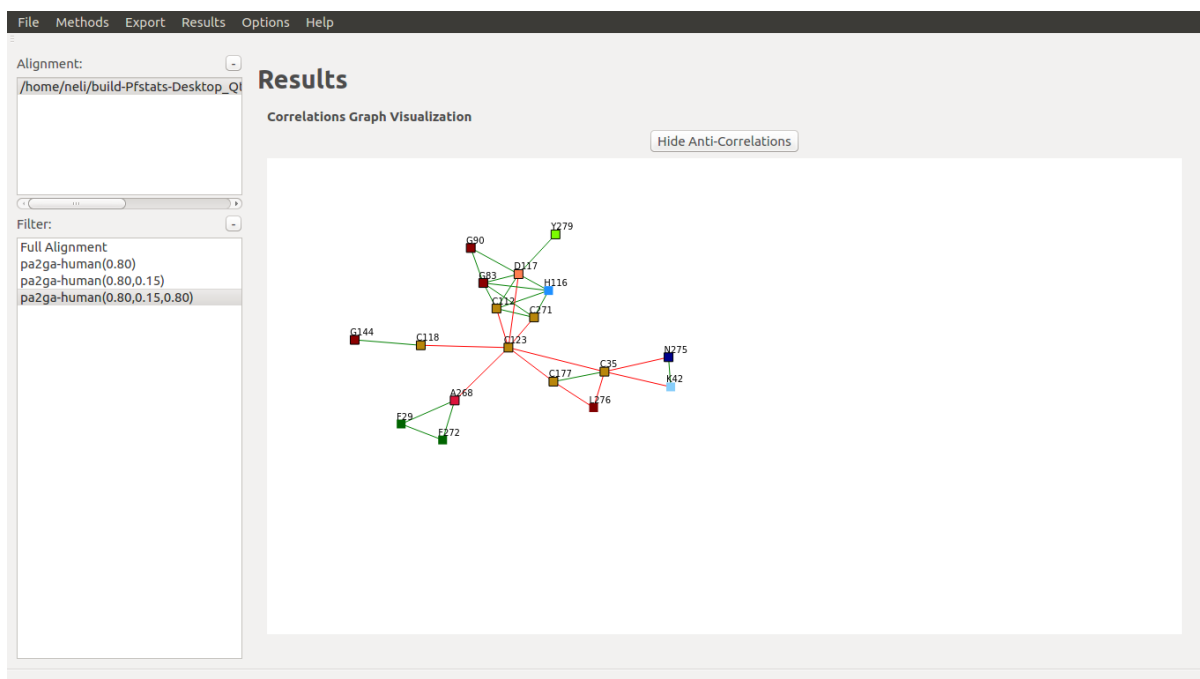 File Methods Export Results Options Help
Alignment:
-
/home/neli/build-Pfstats-Desktop_Qt
Filter:
-
Full Alignment
pa2ga-human(0.80)
pa2ga-human(0.80,0.15)
pa2ga-human(0.80,0.15,0.80)
Results
Correlations Graph Visualization
Hide Anti-Correlations
Y279
G90
D117
G83
H116
C112
C271
G144
C118
C123
N275
C35
C177
K42
A268
L276
F29
F272